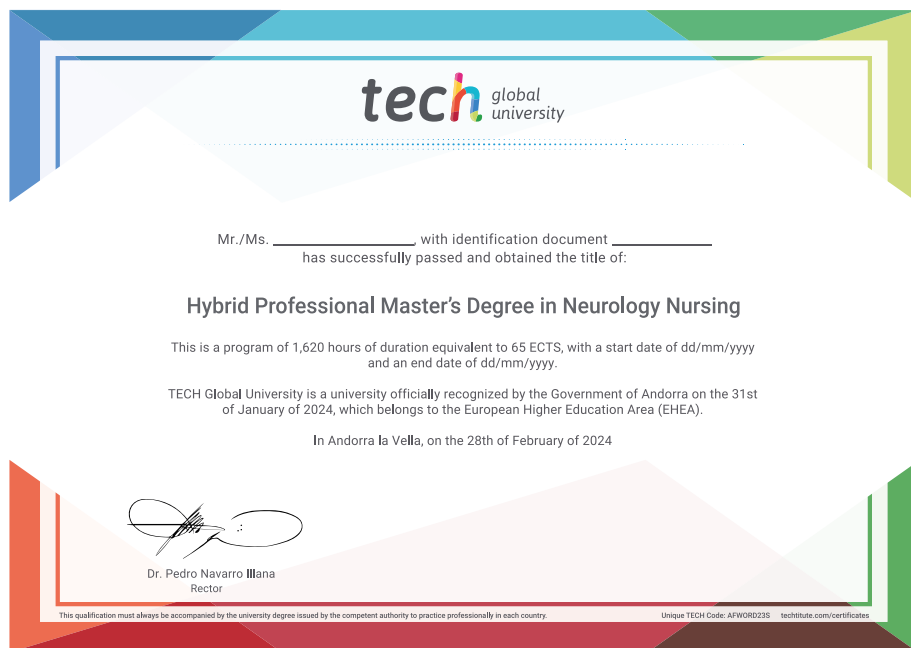 tech global
university
Mr./Ms. ________________, with identification document ____________
has successfully passed and obtained the title of:
Hybrid Professional Master’s Degree in Neurology Nursing
This is a program of 1,620 hours of duration equivalent to 65 ECTS, with a start date of dd/mm/yyyy
and an end date of dd/mm/yyyy.
TECH Global University is a university officially recognized by the Government of Andorra on the 31st
of January of 2024, which belongs to the European Higher Education Area (EHEA).
In Andorra la Vella, on the 28th of February of 2024
Dr. Pedro Navarro Illana
Rector
This qualification must always be accompanied by the university degree issued by the competent authority to practice professionally in each country.
Unique TECH Code: AFWORD23S techtitute.com/certificates